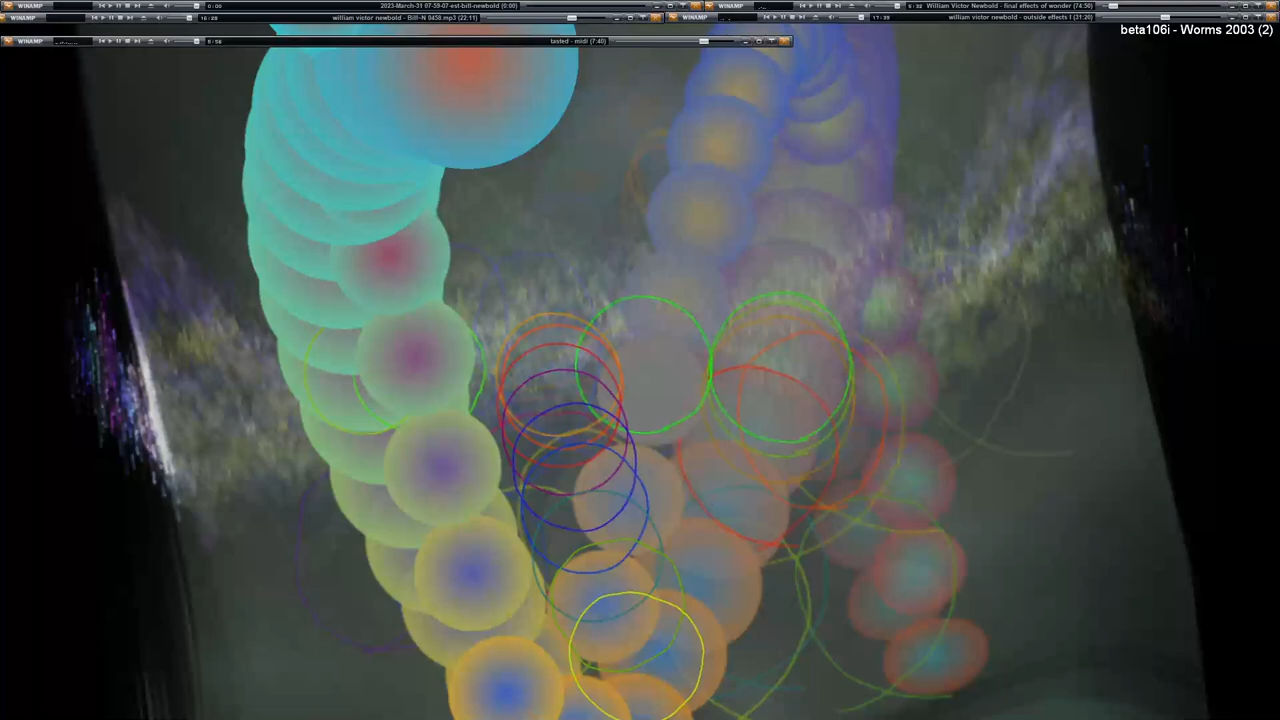 WINAMP 0:00 2023-March-31 07-59-07-est-bill-newbold (0:00) WINAMP William Victor Newbold - final effects of wonder (74:50)
WINAMP william victor newbold - Bill~N 0458.mp3 (22:11) WINAMP william victor newbold - outside effects I (31:20)
beta106i - Worms 2003 (2)
WINAMP tasted - midi (7:40)